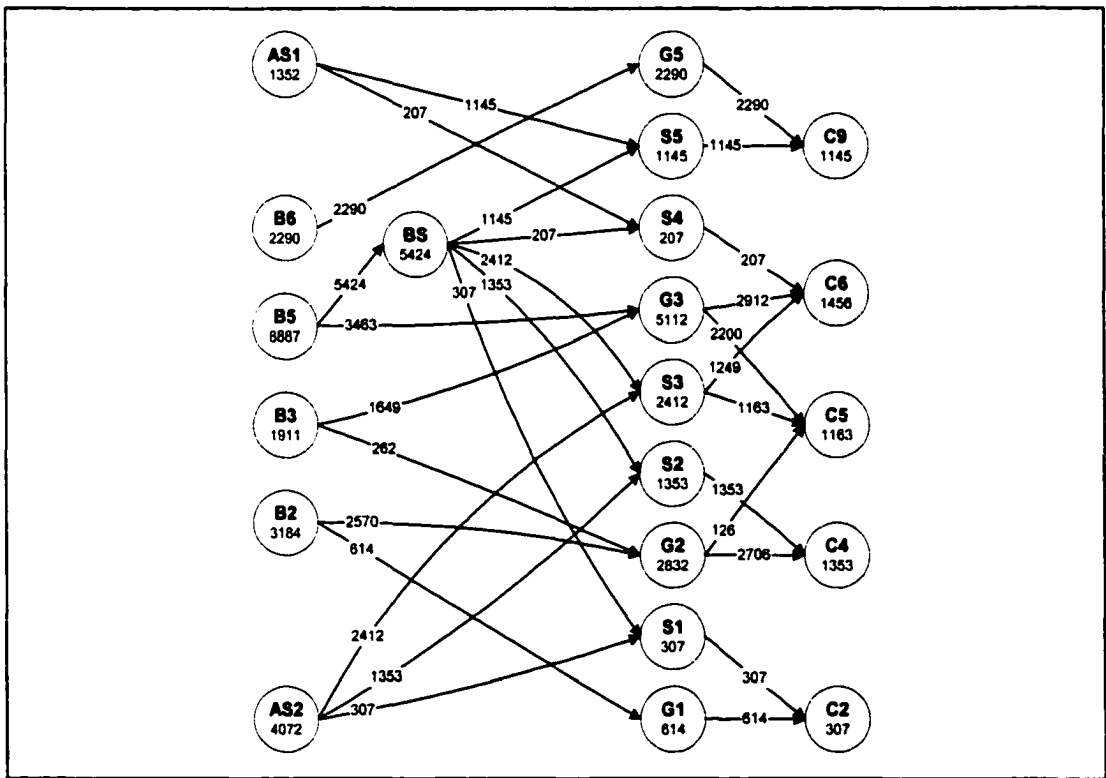 AS1
1352
G5
2290
2290
1145
207
S5
1145
1145
C9
1145
B6
2290
2290
BS
5424
1145
207
S4
207
207
2412
1353
307
5424
B5
8887
3463
G3
5112
2912
2200
C6
1456
1249
S3
2412
1163
B3
1911
1649
262
C5
1163
S2
1353
1353
B2
3184
2570
614
126
G2
2832
2706
C4
1353
2412
S1
307
1353
307
307
AS2
4072
G1
614
614
C2
307